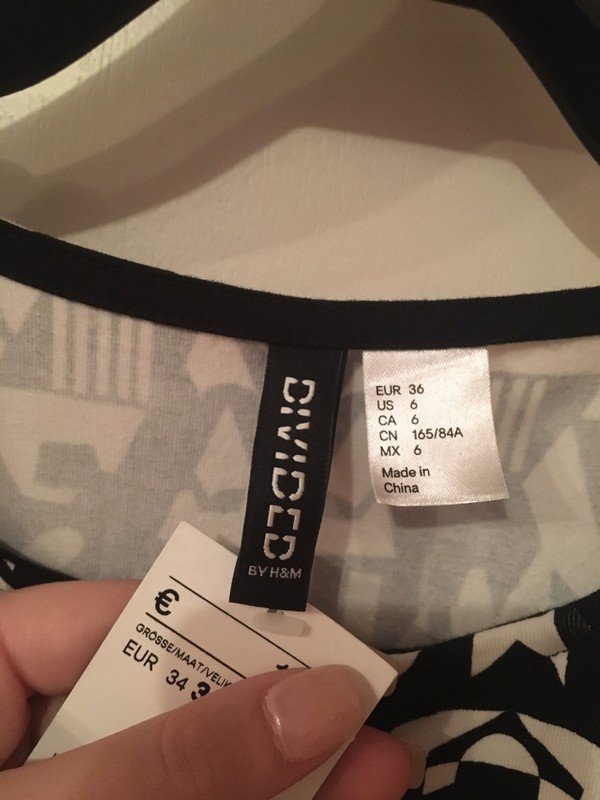 DIVIDED
BY H&M
EUR 36
US 6
CA 6
CN 165/84A
MX 6
Made in
China
€
GRÖSSE/MAAT/VELIK
EUR 34